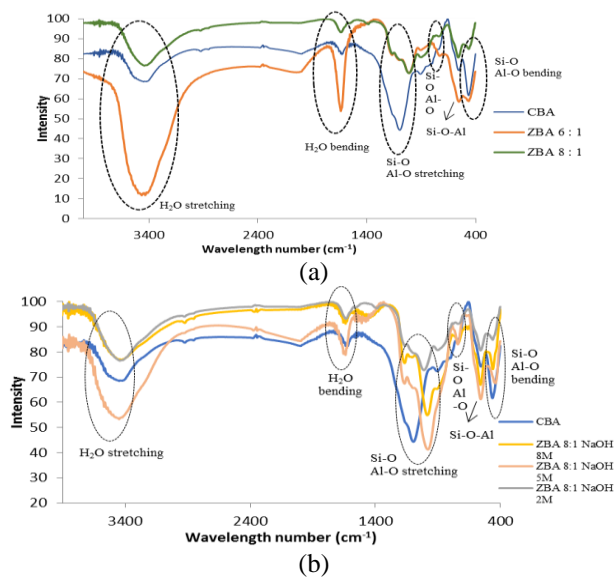 Intensity
100
90
80
70
60
50
40
30
20
10
0
3400
2400
1400
400
Wavelength number (cm⁻¹)
H₂O stretching
H₂O bending
Si-O
Al-O stretching
Si-
O
Al-
O
Si-O-Al
Si-O
Al-O bending
CBA
ZBA 6 : 1
ZBA 8 : 1
(a)
Intensity
100
90
80
70
60
50
40
30
20
3400
2400
1400
400
Wavelength number (cm⁻¹)
H₂O stretching
H₂O
bending
Si-O
Al-O stretching
Si-
O
Al
-O
Si-O-Al
Si-O
Al-O
bending
CBA
ZBA 8:1 NaOH
8M
ZBA 8:1 NaOH
5M
ZBA 8:1 NaOH
2M
(b)